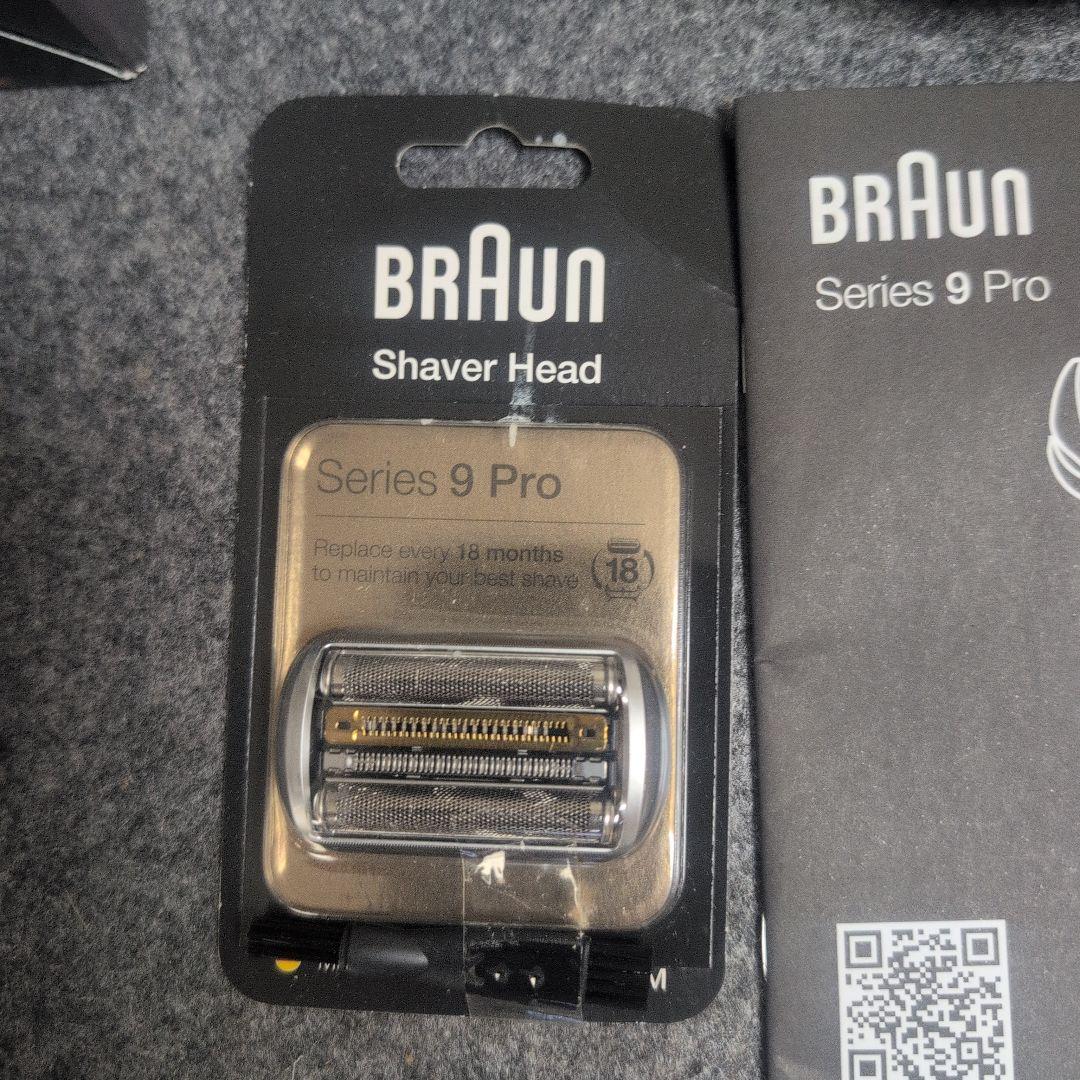 BRAUN
Shaver Head
Series 9 Pro
Replace every 18 months
to maintain your best shave
18
BRAUN
Series 9 Pro